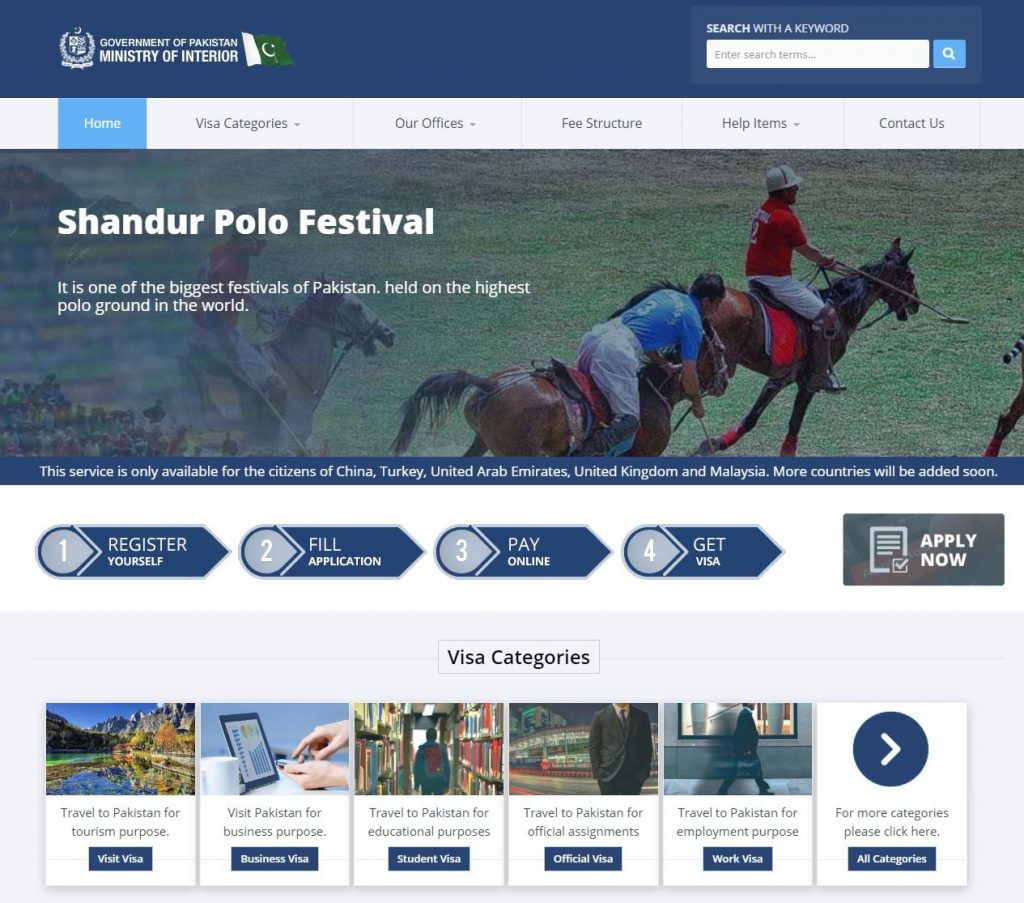 GOVERNMENT OF PAKISTAN
MINISTRY OF INTERIOR
SEARCH WITH A KEYWORD
Enter search terms...
Home
Visa Categories
Our Offices
Fee Structure
Help Items
Contact Us
Shandur Polo Festival
It is one of the biggest festivals of Pakistan. held on the highest
polo ground in the world.
2
This service is only available for the citizens of China, Turkey, United Arab Emirates, United Kingdom and Malaysia. More countries will be added soon.
1 REGISTER
YOURSELF
2 FILL
APPLICATION
3 PAY
ONLINE
4 GET
VISA
APPLY
NOW
Visa Categories
Travel to Pakistan for
tourism purpose.
Visit Visa
Visit Pakistan for
business purpose.
Business Visa
Travel to Pakistan for
educational purposes
Student Visa
Travel to Pakistan for
official assignments
Official Visa
Travel to Pakistan for
employment purpose
Work Visa
For more categories
please click here.
All Categories